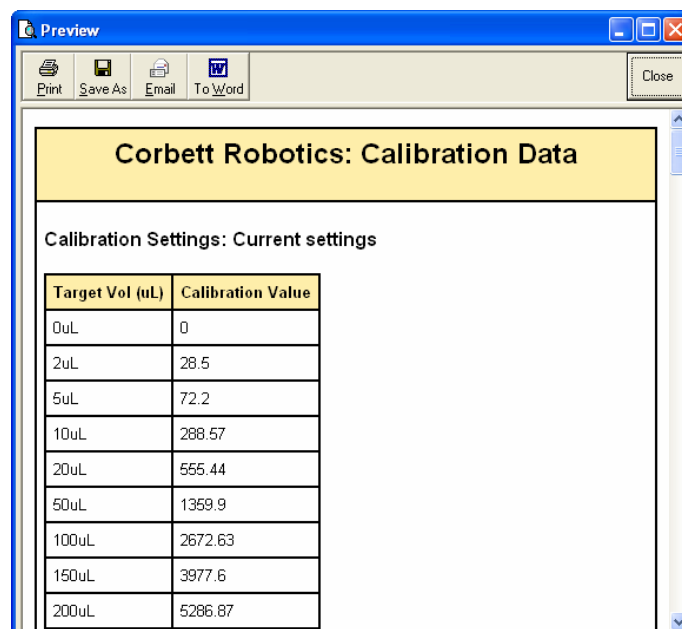 Preview
Print Save As Email To Word Close
Corbett Robotics: Calibration Data
Calibration Settings: Current settings
Target Vol (uL) Calibration Value
0uL 0
2uL 28.5
5uL 72.2
10uL 288.57
20uL 555.44
50uL 1359.9
100uL 2672.63
150uL 3977.6
200uL 5286.87